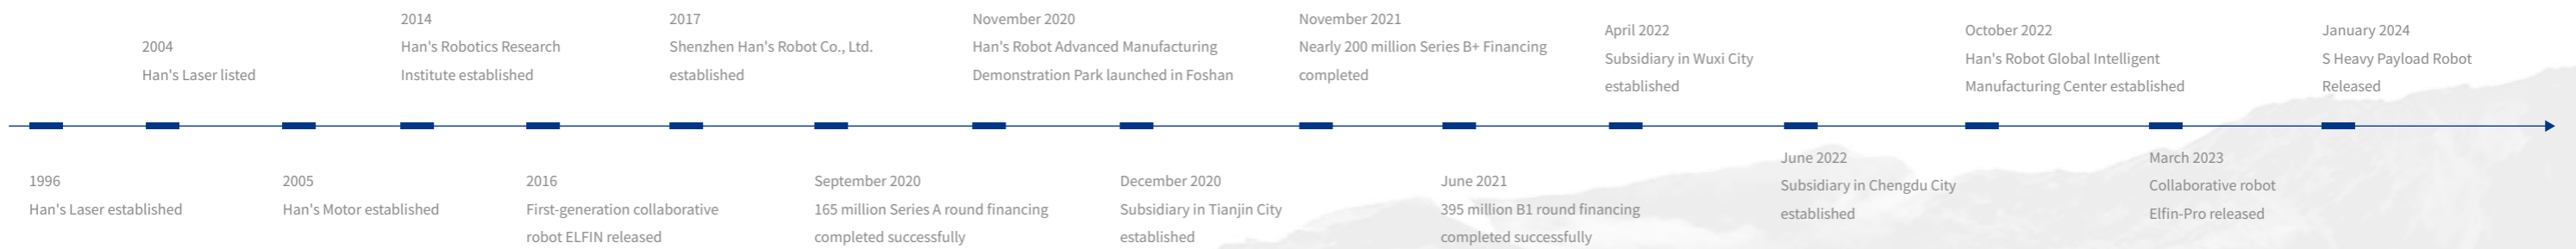 2004
Han's Laser listed
2014
Han's Robotics Research
Institute established
2017
Shenzhen Han's Robot Co., Ltd.
established
November 2020
Han's Robot Advanced Manufacturing
Demonstration Park launched in Foshan
November 2021
Nearly 200 million Series B+ Financing
completed
April 2022
Subsidiary in Wuxi City
established
October 2022
Han's Robot Global Intelligent
Manufacturing Center established
January 2024
S Heavy Payload Robot
Released
1996
Han's Laser established
2005
Han's Motor established
2016
First-generation collaborative
robot ELFIN released
September 2020
165 million Series A round financing
completed successfully
December 2020
Subsidiary in Tianjin City
established
June 2021
395 million B1 round financing
completed successfully
June 2022
Subsidiary in Chengdu City
established
March 2023
Collaborative robot
Elfin-Pro released